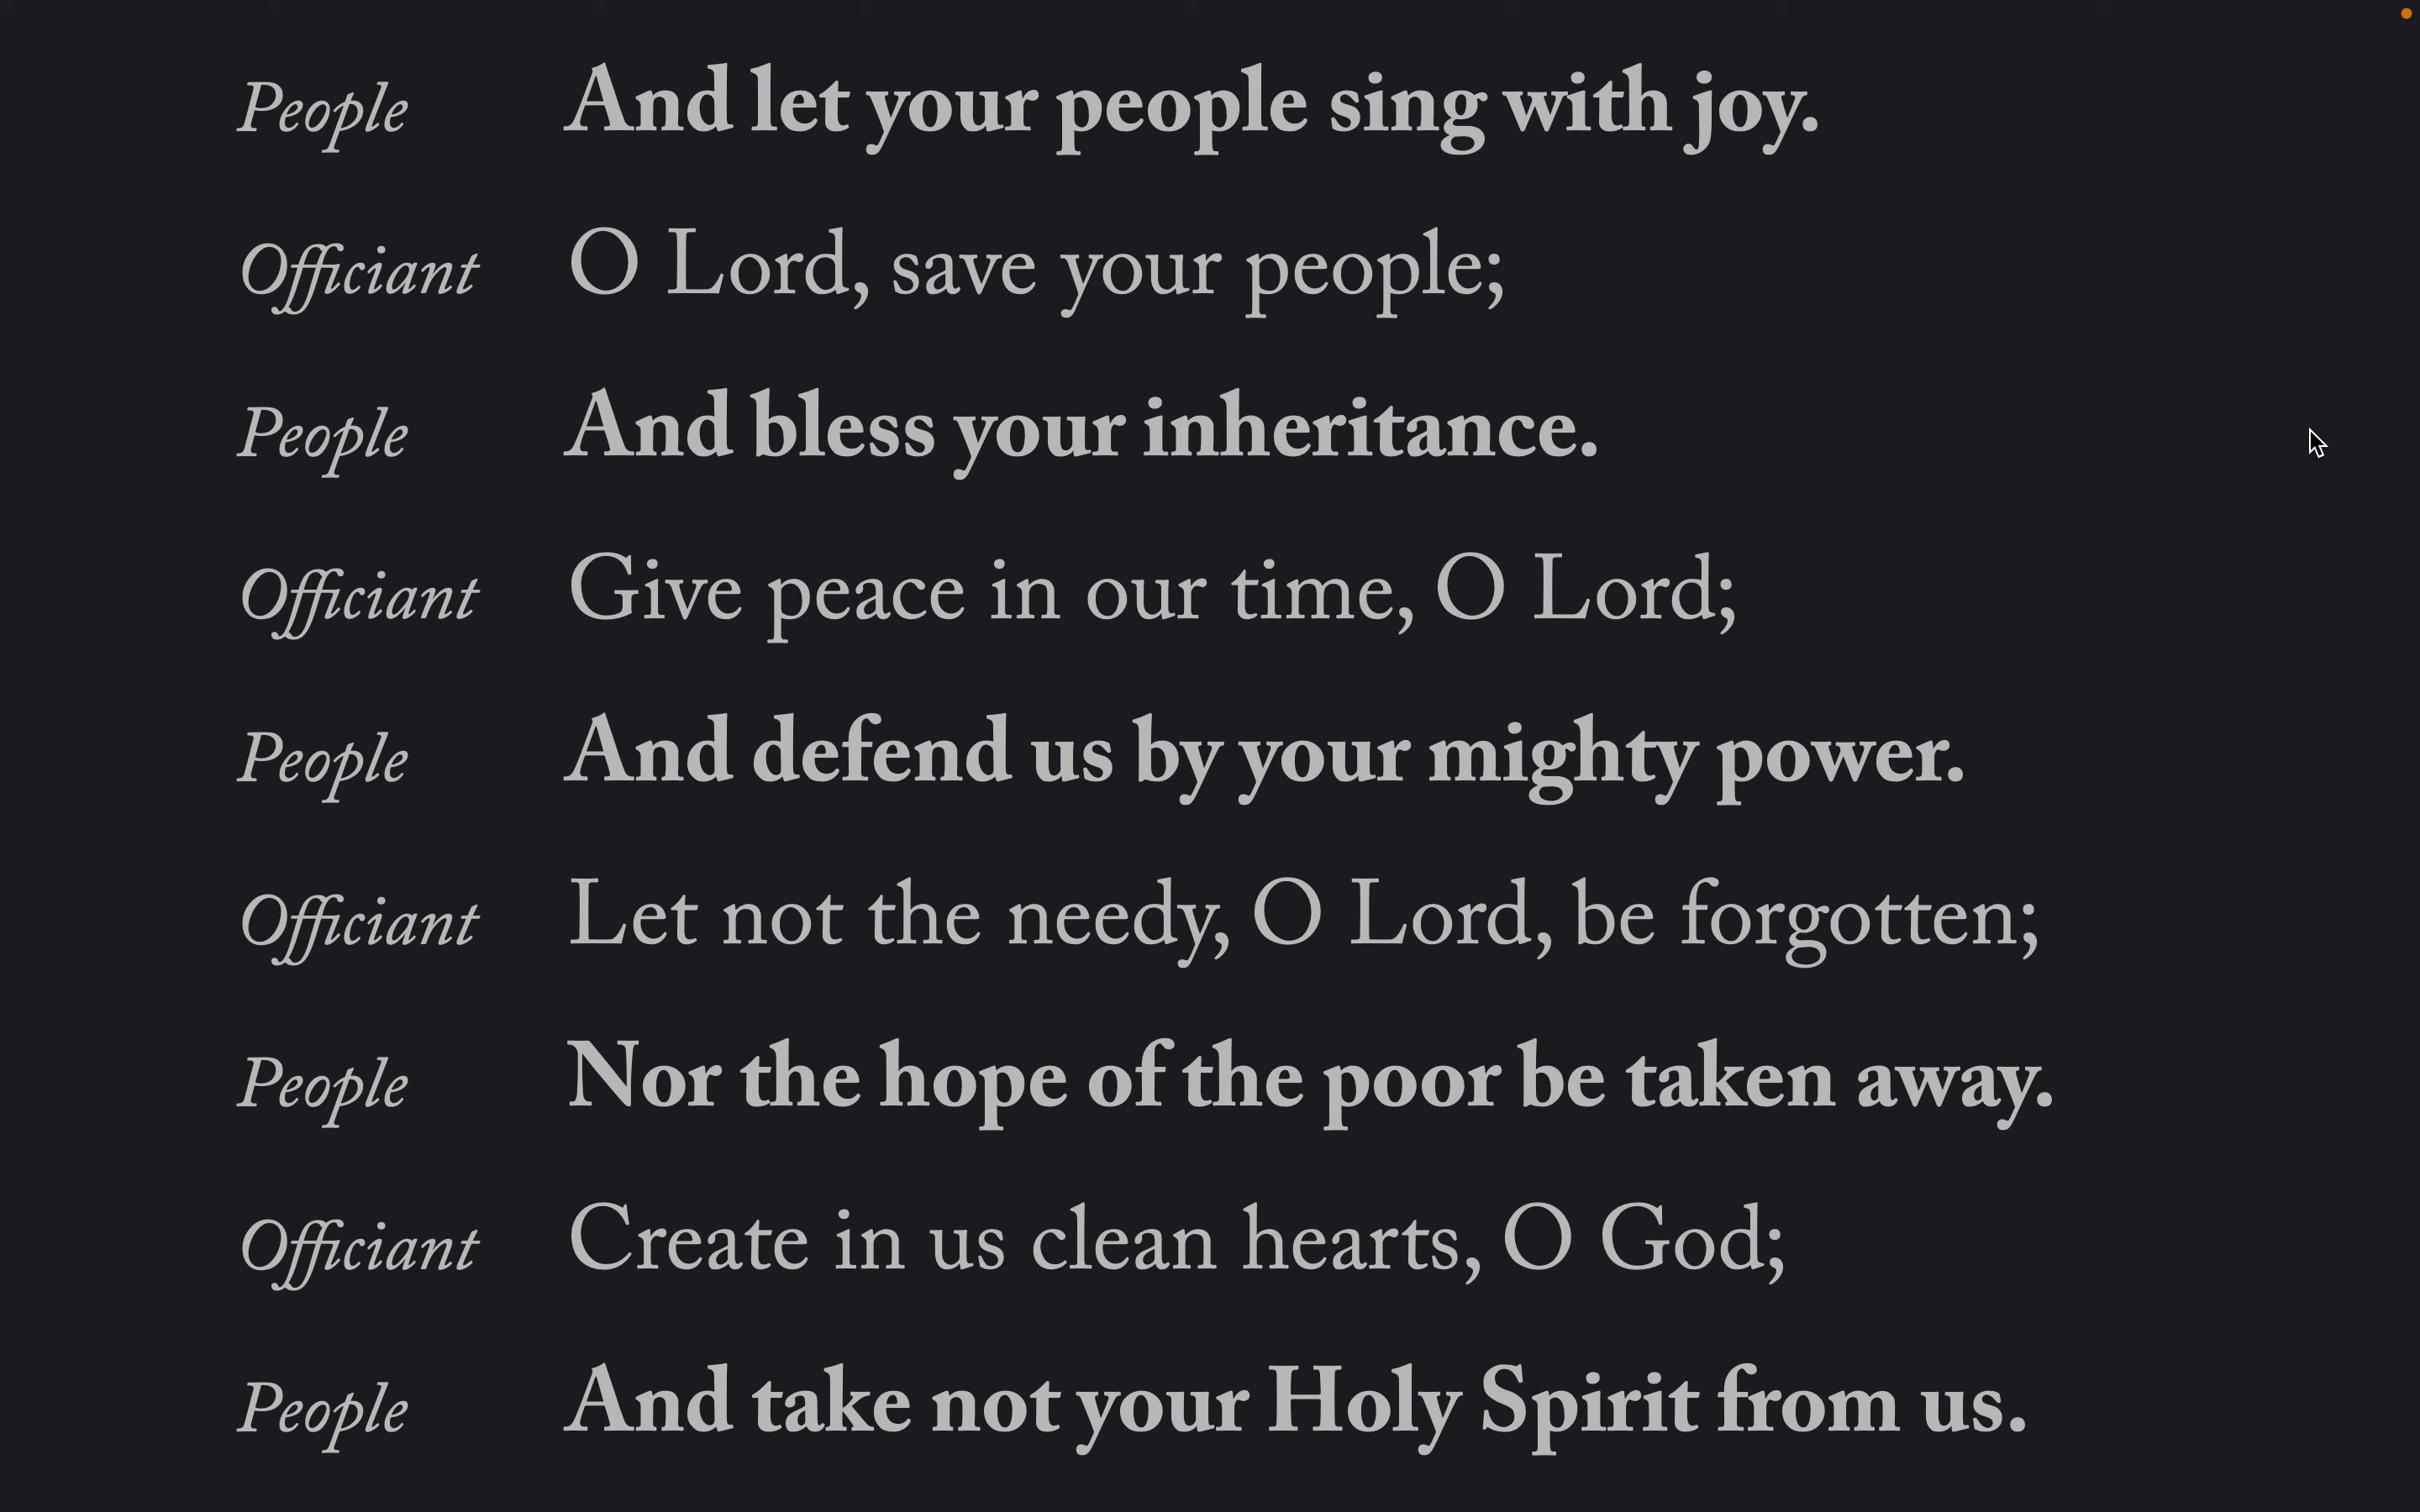 People And let your people sing with joy.
Officiant O Lord, save your people;
People And bless your inheritance.
Officiant Give peace in our time, O Lord;
People And defend us by your mighty power.
Officiant Let not the needy, O Lord, be forgotten;
People Nor the hope of the poor be taken away.
Officiant Create in us clean hearts, O God;
People And take not your Holy Spirit from us.